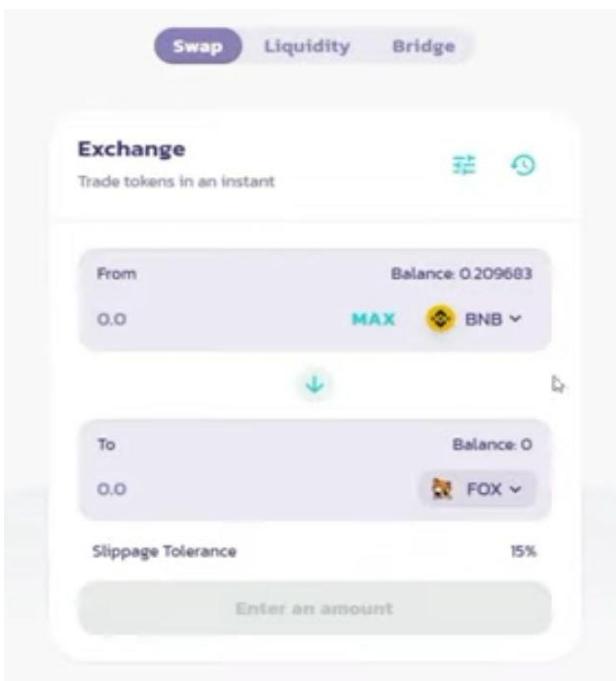 Swap Liquidity Bridge
Exchange
Trade tokens in an instant
From Balance: 0.209683
0.0 MAX BNB
To Balance: 0
0.0 FOX
Slippage Tolerance 15%
Enter an amount